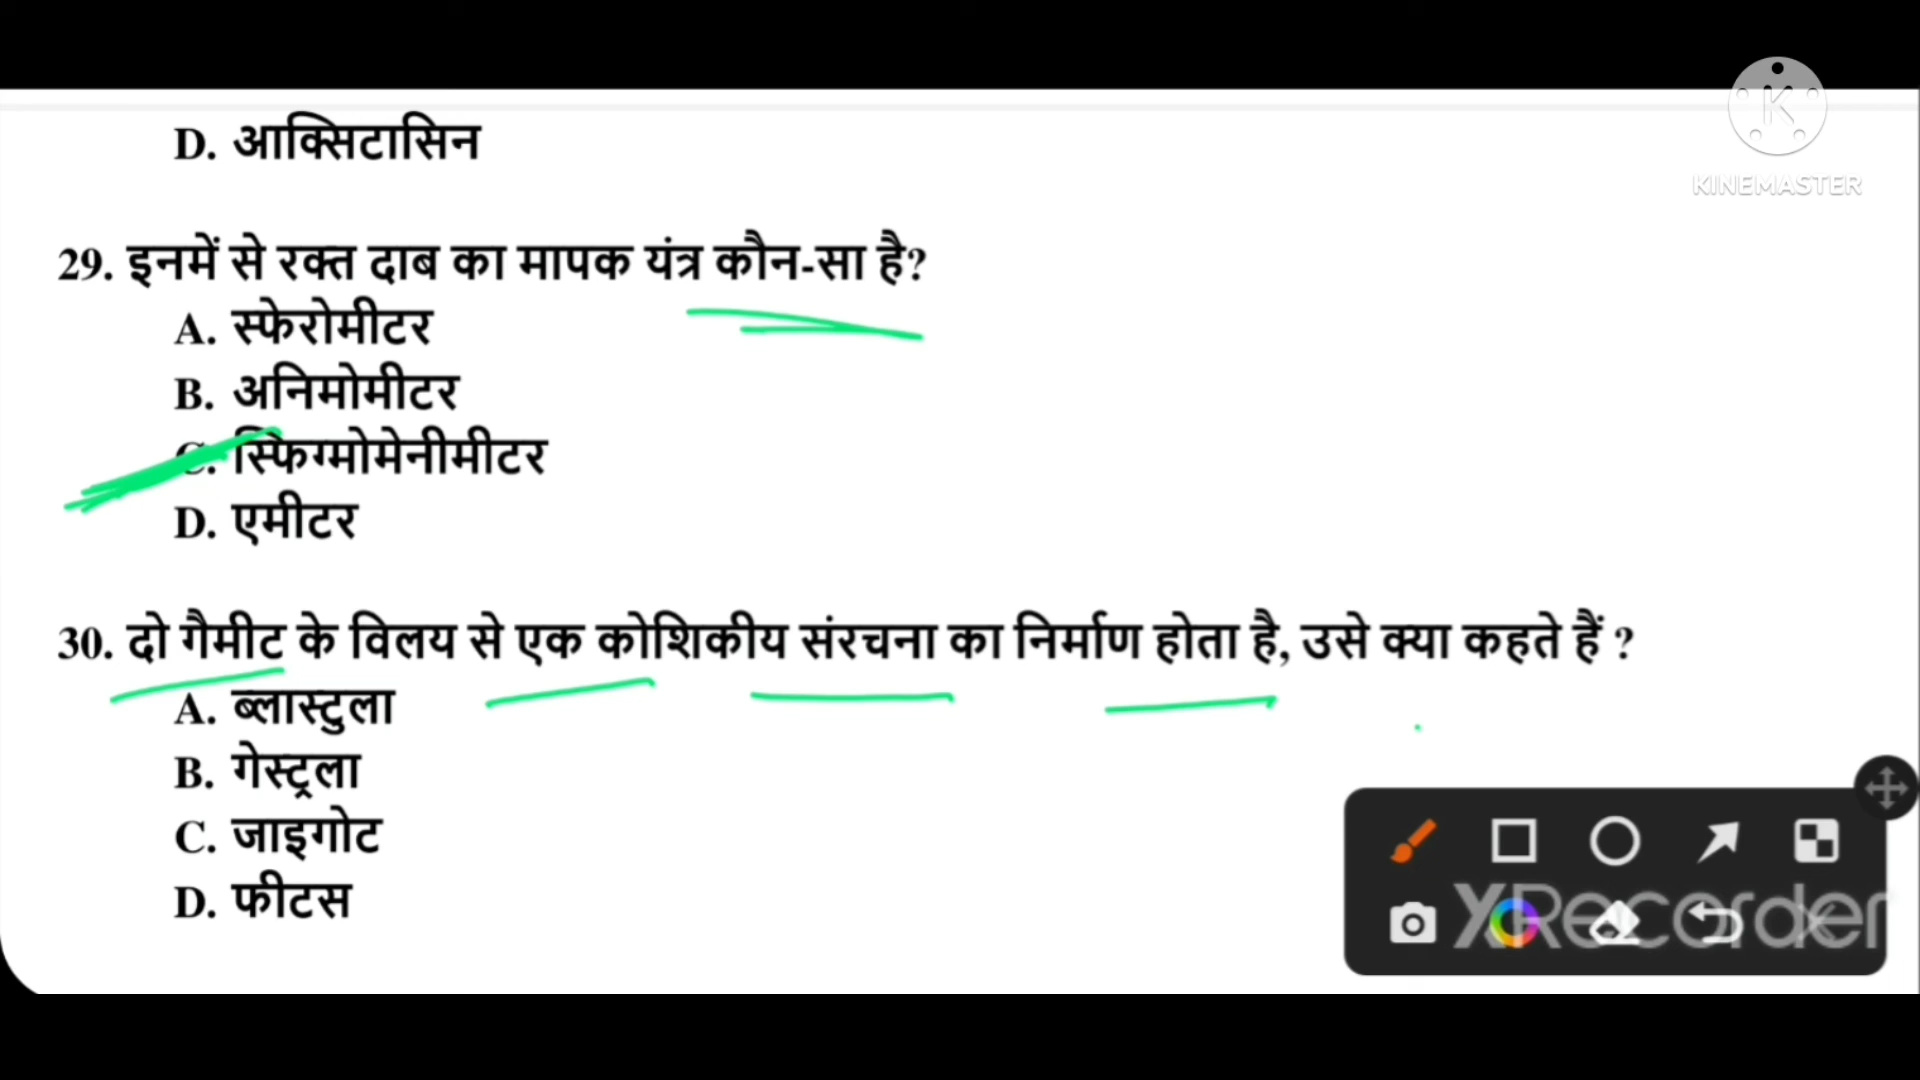 D. आक्सिटासिन
KINEMASTER
29. इनमें से रक्त दाब का मापक यंत्र कौन-सा है?
A. स्फेरोमीटर
B. अनिमोमीटर
C. स्फिग्मोमेनीमीटर
D. एमीटर
30. दो गैमीट के विलय से एक कोशिकीय संरचना का निर्माण होता है, उसे क्या कहते हैं ?
A. ब्लास्टुला
B. गेस्ट्रला
C. जाइगोट
D. फीटस
XRecorder